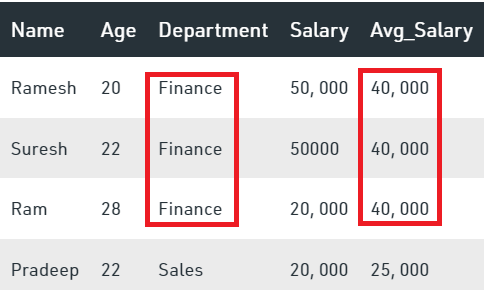 Name Age Department Salary Avg_Salary
Ramesh 20 Finance 50, 000 40, 000
Suresh 22 Finance 50000 40, 000
Ram 28 Finance 20, 000 40, 000
Pradeep 22 Sales 20, 000 25, 000